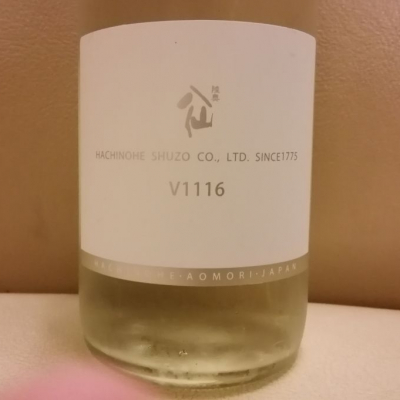 陸奥
八仙
HACHINOHE SHUZO CO., LTD. SINCE1775
V1116
HACHINOHE·AOMORI·JAPAN